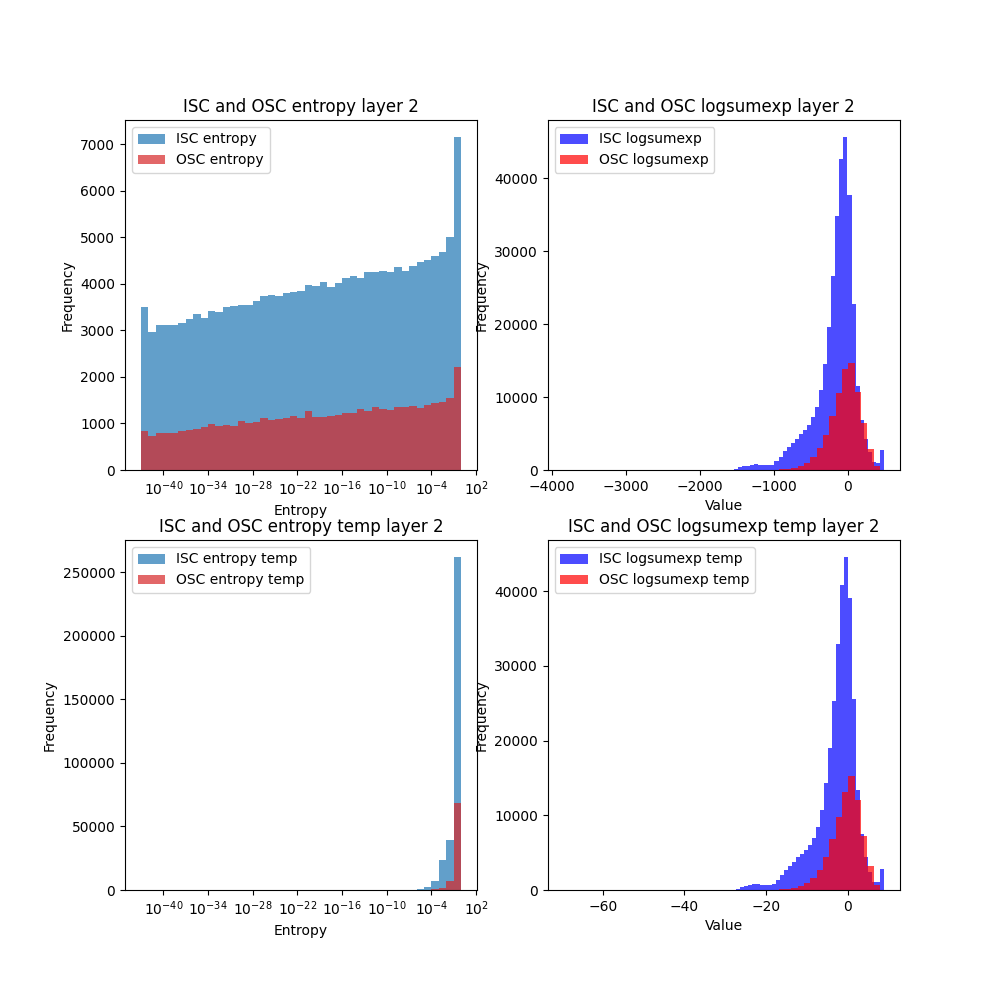 ISC and OSC entropy layer 2
ISC entropy
OSC entropy
7000
6000
5000
4000
3000
2000
1000
0
Frequency
10⁻⁴⁰ 10⁻³⁴ 10⁻²⁸ 10⁻²² 10⁻¹⁶ 10⁻¹⁰ 10⁻⁴ 10²
Entropy
ISC and OSC logsumexp layer 2
ISC logsumexp
OSC logsumexp
40000
30000
20000
10000
0
Frequency
−4000 −3000 −2000 −1000 0
Value
ISC and OSC entropy temp layer 2
ISC entropy temp
OSC entropy temp
250000
200000
150000
100000
50000
0
Frequency
10⁻⁴⁰ 10⁻³⁴ 10⁻²⁸ 10⁻²² 10⁻¹⁶ 10⁻¹⁰ 10⁻⁴ 10²
Entropy
ISC and OSC logsumexp temp layer 2
ISC logsumexp temp
OSC logsumexp temp
40000
30000
20000
10000
0
Frequency
−60 −40 −20 0
Value